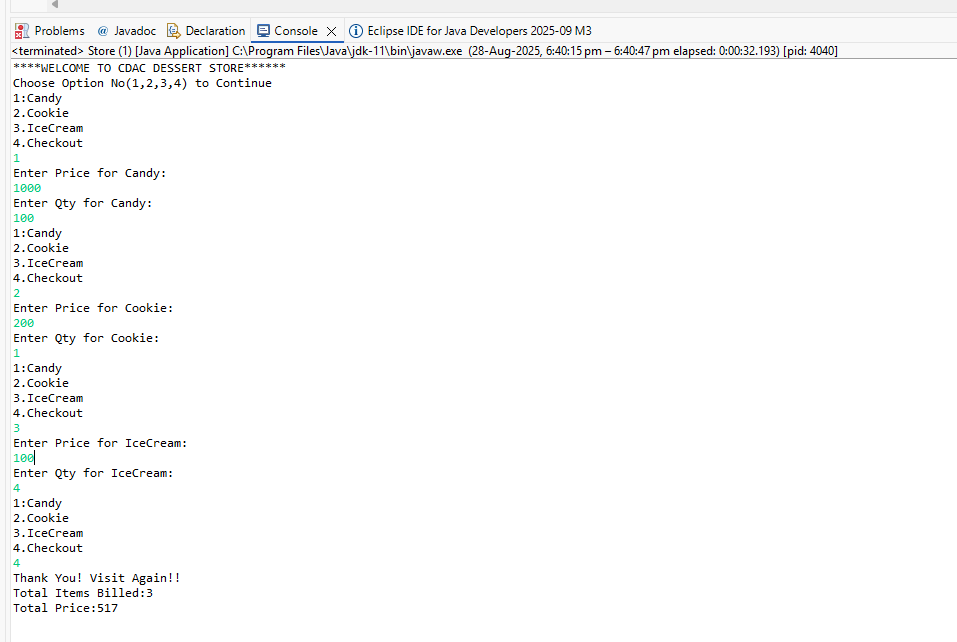 Problems @ Javadoc Declaration Console Eclipse IDE for Java Developers 2025-09 M3
<terminated> Store (1) [Java Application] C:\Program Files\Java\jdk-11\bin\javaw.exe (28-Aug-2025, 6:40:15 pm – 6:40:47 pm elapsed: 0:00:32.193) [pid: 4040]
****WELCOME TO CDAC DESSERT STORE******
Choose Option No(1,2,3,4) to Continue
1:Candy
2.Cookie
3.IceCream
4.Checkout
1
Enter Price for Candy:
1000
Enter Qty for Candy:
100
1:Candy
2.Cookie
3.IceCream
4.Checkout
2
Enter Price for Cookie:
200
Enter Qty for Cookie:
1
1:Candy
2.Cookie
3.IceCream
4.Checkout
3
Enter Price for IceCream:
100
Enter Qty for IceCream:
4
1:Candy
2.Cookie
3.IceCream
4.Checkout
4
Thank You! Visit Again!!
Total Items Billed:3
Total Price:517